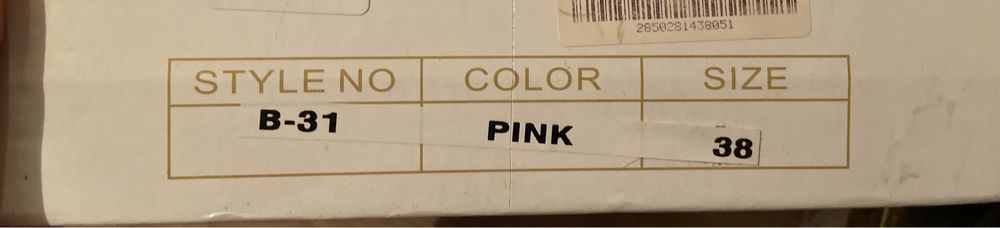 2850281438051
STYLE NO COLOR SIZE
B-31 PINK 38